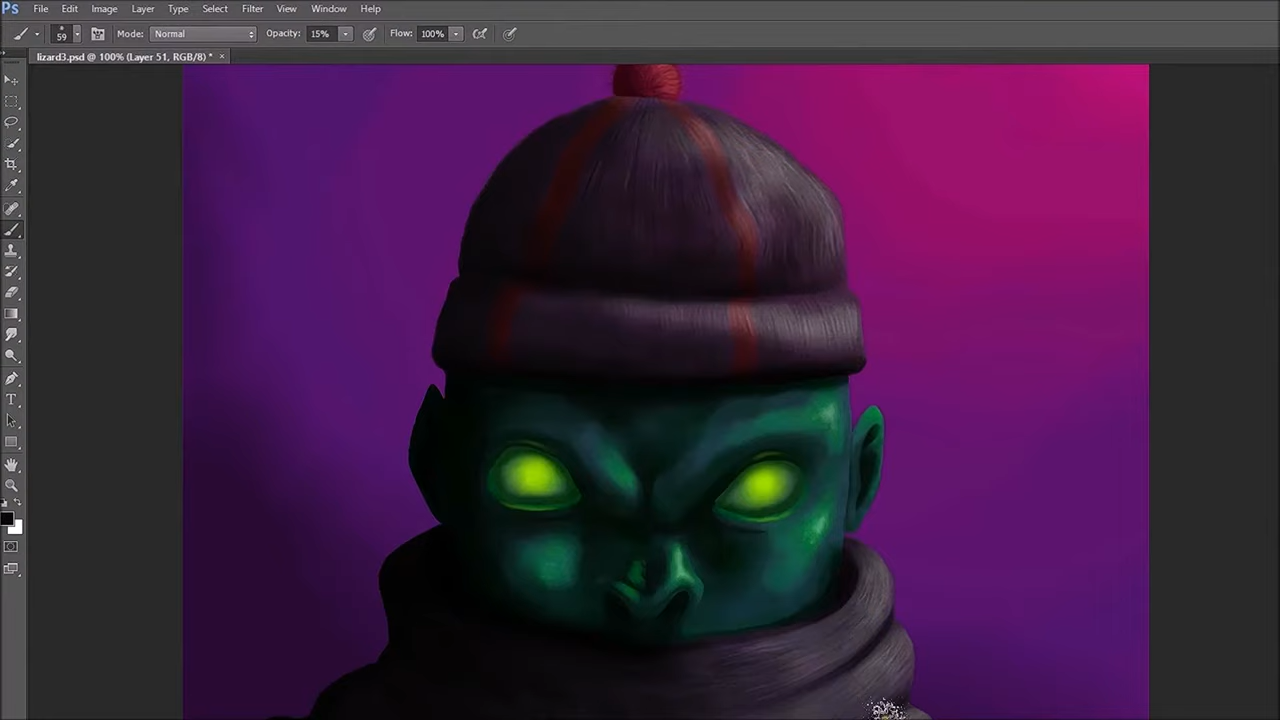 Ps File Edit Image Layer Type Select Filter View Window Help
59 Mode: Normal Opacity: 15% Flow: 100%
lizard3.psd @ 100% (Layer 51, RGB/8) * ×
T